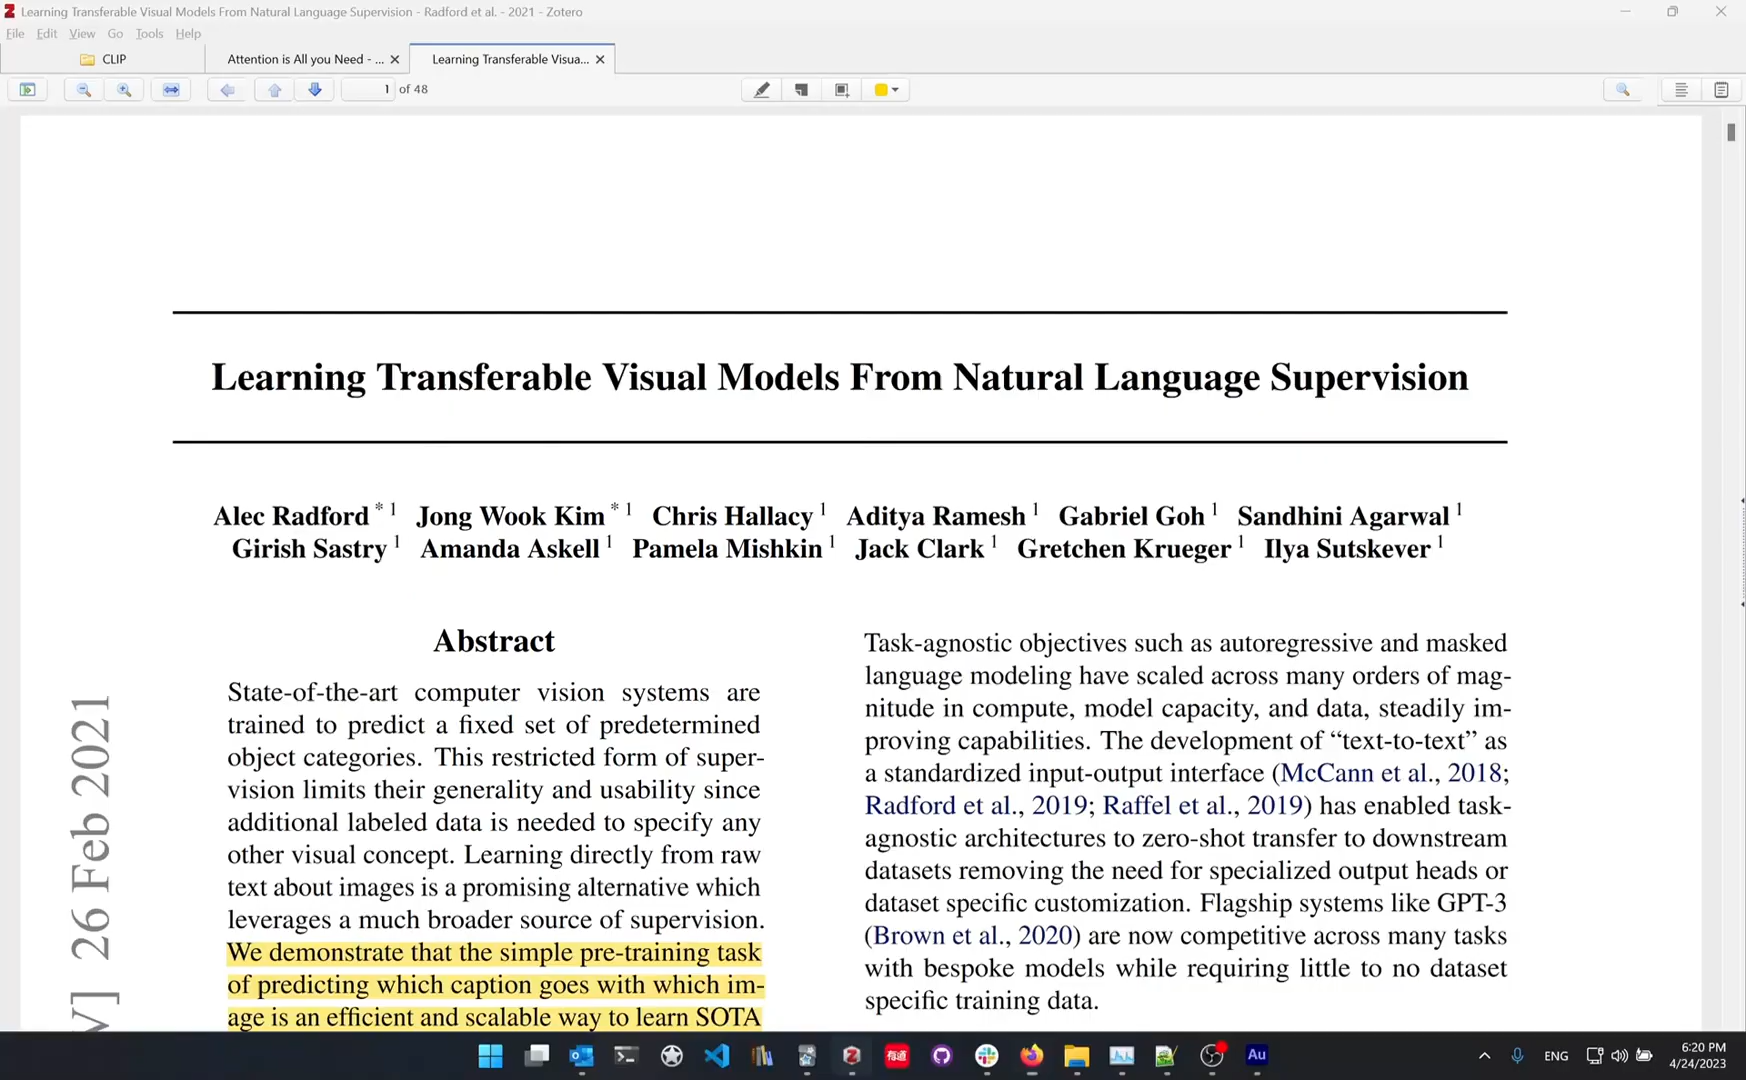 Learning Transferable Visual Models From Natural Language Supervision - Radford et al. - 2021 - Zotero
File Edit View Go Tools Help
CLIP
Attention is All you Need - ...
Learning Transferable Visua...
1 of 48
Learning Transferable Visual Models From Natural Language Supervision
Alec Radford * 1 Jong Wook Kim * 1 Chris Hallacy 1 Aditya Ramesh 1 Gabriel Goh 1 Sandhini Agarwal 1
Girish Sastry 1 Amanda Askell 1 Pamela Mishkin 1 Jack Clark 1 Gretchen Krueger 1 Ilya Sutskever 1
Abstract
State-of-the-art computer vision systems are
trained to predict a fixed set of predetermined
object categories. This restricted form of super-
vision limits their generality and usability since
additional labeled data is needed to specify any
other visual concept. Learning directly from raw
text about images is a promising alternative which
leverages a much broader source of supervision.
We demonstrate that the simple pre-training task
of predicting which caption goes with which im-
age is an efficient and scalable way to learn SOTA
Task-agnostic objectives such as autoregressive and masked
language modeling have scaled across many orders of mag-
nitude in compute, model capacity, and data, steadily im-
proving capabilities. The development of “text-to-text” as
a standardized input-output interface (McCann et al., 2018;
Radford et al., 2019; Raffel et al., 2019) has enabled task-
agnostic architectures to zero-shot transfer to downstream
datasets removing the need for specialized output heads or
dataset specific customization. Flagship systems like GPT-3
(Brown et al., 2020) are now competitive across many tasks
with bespoke models while requiring little to no dataset
specific training data.
V] 26 Feb 2021
有道
Au
ENG
6:20 PM
4/24/2023